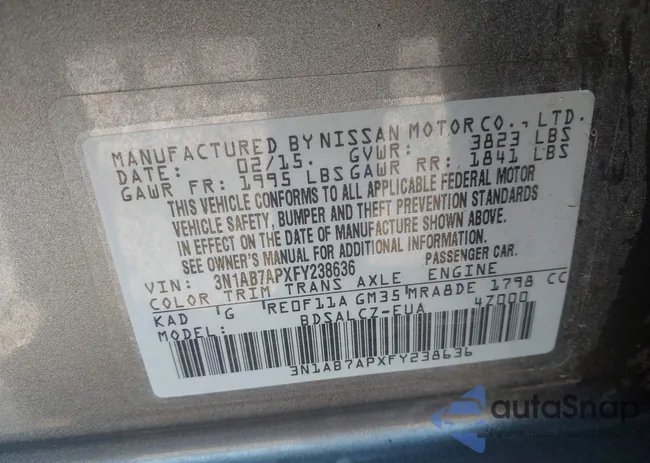 MANUFACTURED BY NISSAN MOTOR CO., LTD.
DATE: 02/15. GVWR: 3823 LBS
GAWR FR: 1995 LBS GAWR RR: 1841 LBS
THIS VEHICLE CONFORMS TO ALL APPLICABLE FEDERAL MOTOR
VEHICLE SAFETY, BUMPER AND THEFT PREVENTION STANDARDS
IN EFFECT ON THE DATE OF MANUFACTURE SHOWN ABOVE.
SEE OWNER'S MANUAL FOR ADDITIONAL INFORMATION.
VIN: 3N1AB7APXFY238636 PASSENGER CAR.
COLOR TRIM TRANS AXLE ENGINE
KAD G RE0F11A GM35 MRA8DE 1798 CC
MODEL: BDSALCZ-EUA 47000
3N1AB7APXFY238636
autoSnap